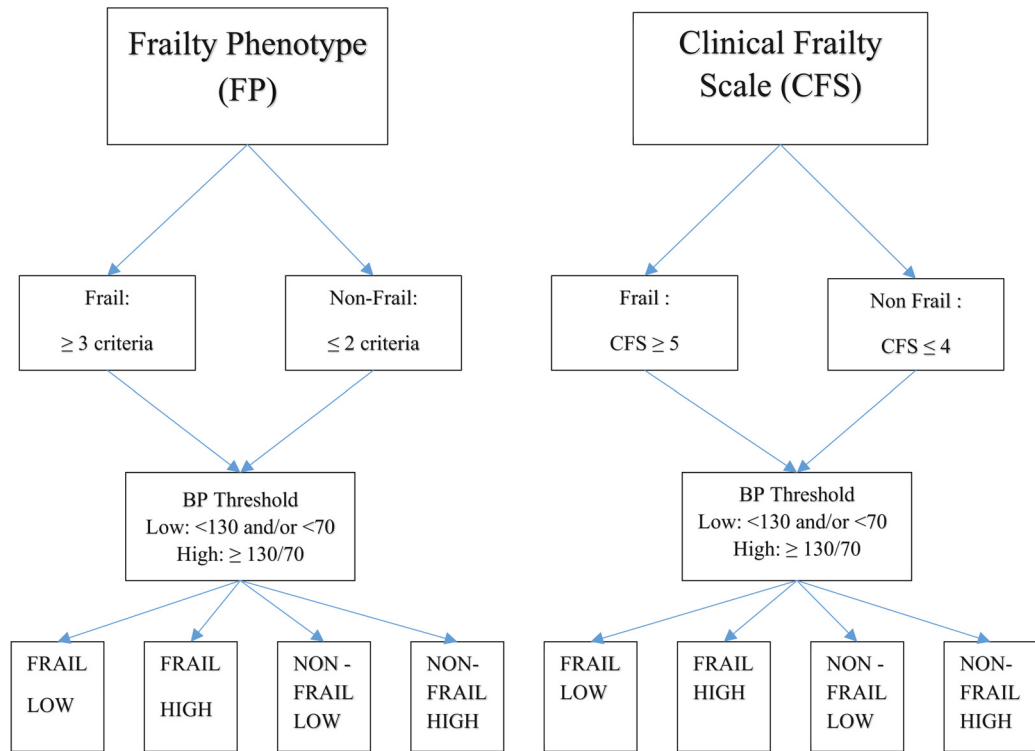 Frailty Phenotype
(FP)
Clinical Frailty
Scale (CFS)
Frail:
≥ 3 criteria
Non-Frail:
≤ 2 criteria
Frail :
CFS ≥ 5
Non Frail :
CFS ≤ 4
BP Threshold
Low: <130 and/or <70
High: ≥ 130/70
BP Threshold
Low: <130 and/or <70
High: ≥ 130/70
FRAIL
LOW
FRAIL
HIGH
NON -
FRAIL
LOW
NON-
FRAIL
HIGH
FRAIL
LOW
FRAIL
HIGH
NON -
FRAIL
LOW
NON-
FRAIL
HIGH